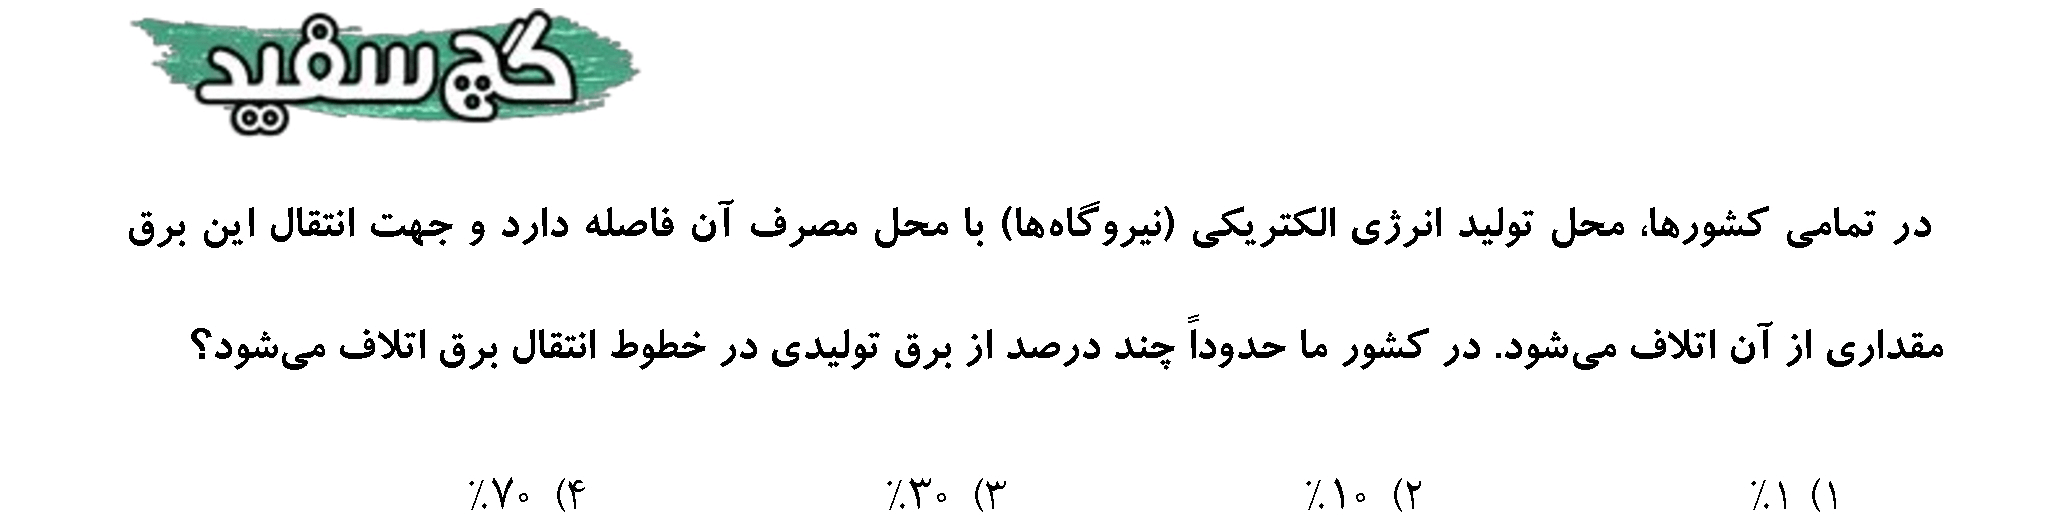 گچ سفید
در تمامی کشورها، محل تولید انرژی الکتریکی (نیروگاه‌ها) با محل مصرف آن فاصله دارد و جهت انتقال این برق
مقداری از آن اتلاف می‌شود. در کشور ما حدوداً چند درصد از برق تولیدی در خطوط انتقال برق اتلاف می‌شود؟
۱) ۱٪ ۲) ۱۰٪ ۳) ۳۰٪ ۴) ۷۰٪